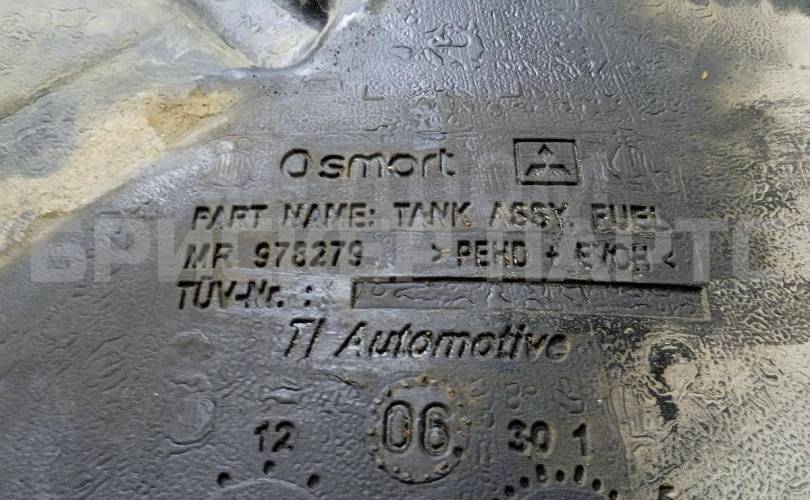 smart
PART NAME: TANK ASSY, FUEL
MR 978279 >PEHD + EVOH<
TÜV-Nr. :
TI Automotive
06
12 30 1